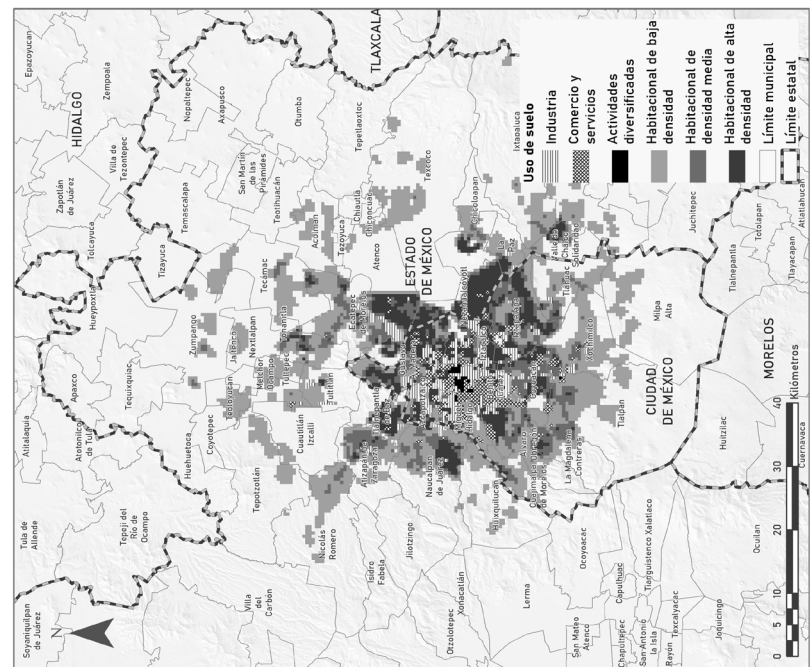 Epazoyucan
Zempoala
HIDALGO
Zapotlán
de Juárez
Villa de
Tezontepec
Tolcayuca
Tizayuca
Hueypoxtla
Temascalapa
Nopaltepec
Axapusco
Otumba
San Martín
de las
Pirámides
Teotihuacán
TLAXCALA
Tepetlaoxtoc
Texcoco
Chiautla
Chiconcuac
Acolman
Tezoyuca
Atenco
ESTADO
DE MÉXICO
Tecámac
Zumpango
Jaltenco
Nextlalpan
Melchor
Ocampo
Tultepec
Tonanitla
Tultitlán
Teoloyucan
Coyotepec
Huehuetoca
Cuautitlán
Izcalli
Tepotzotlán
Tequixquiac
Apaxco
Atitalaquia
Atotonilco
de Tula
Tula de
Allende
Tepeji del
Río de
Ocampo
Soyaniquilpan
de Juárez
N
Villa
del
Carbón
Nicolás
Romero
Isidro
Fabela
Jilotzingo
Atizapán de
Zaragoza
Naucalpan
de Juárez
Huixquilucan
Otzolotepec
Xonacatlán
Lerma
Ocoyoacac
San Mateo
Atenco
Capulhuac
Chapultepec
Tianguistenco
Xalatlaco
San Antonio
la Isla
Texcalyacac
Rayón
Joquicingo
Ocuilan
Cuajimalpa
de Morelos
La Magdalena
Contreras
Tlalpan
Xochimilco
Milpa
Alta
Tláhuac
Valle de
Chalco
Solidaridad
La
Paz
Chicoloapan
Ixtapaluca
CIUDAD
DE MÉXICO
Huitzilac
Cuernavaca
MORELOS
Tlalnepantla
Totolapan
Tlayacapan
Atlatlahucan
Juchitepec
Uso de suelo
Industria
Comercio y
servicios
Actividades
diversificadas
Habitacional de baja
densidad
Habitacional de
densidad media
Habitacional de alta
densidad
Límite municipal
Límite estatal
0 5 10 20 30 40
Kilómetros